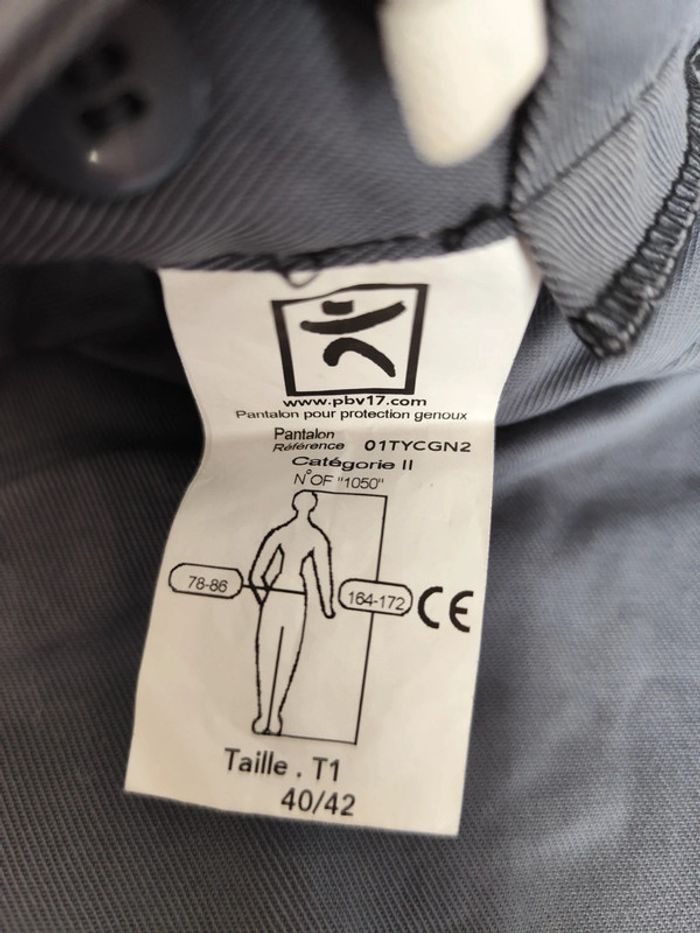 www.pbv17.com
Pantalon pour protection genoux
Pantalon
Référence 01TYCGN2
Catégorie II
N°OF "1050"
78-86
164-172
CE
Taille . T1
40/42